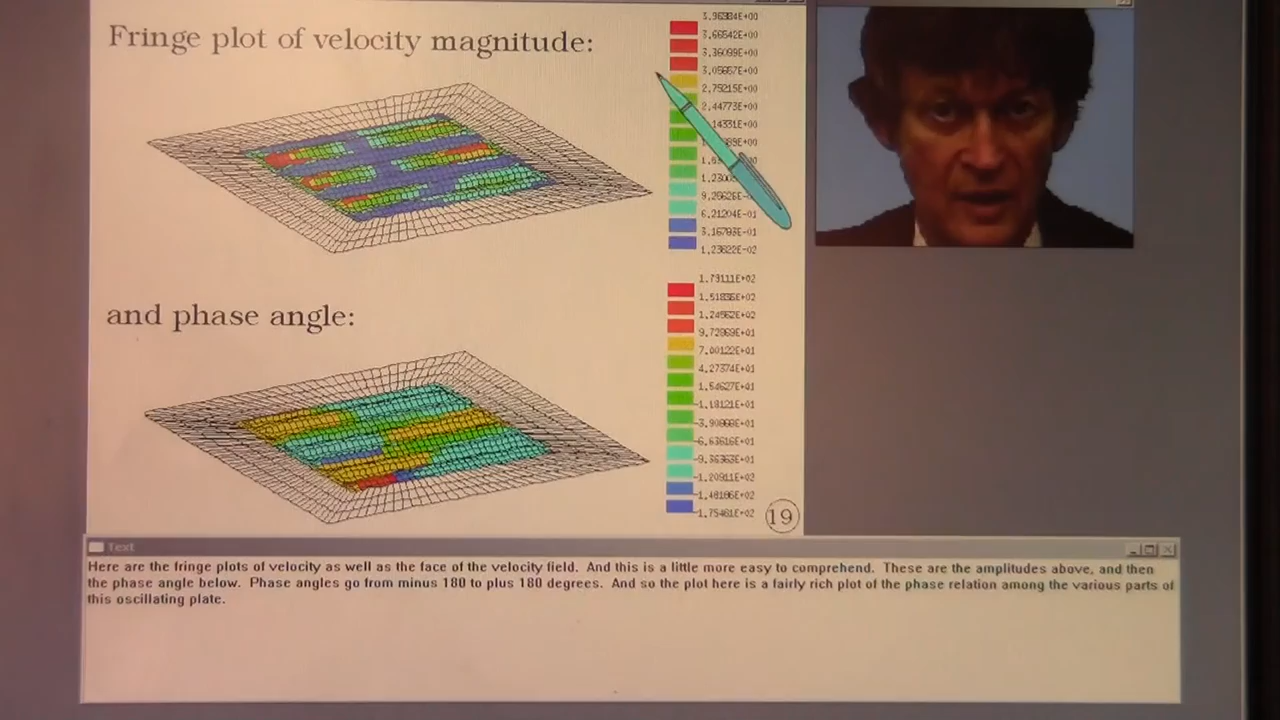 Fringe plot of velocity magnitude:
3.96984E+00
3.66542E+00
3.36099E+00
3.05657E+00
2.75215E+00
2.44773E+00
14331E+00
1.23622E-02
6.21204E-01
3.16793E-01
and phase angle:
1.79111E+02
1.51836E+02
1.24562E+02
9.72869E+01
7.00122E+01
4.27374E+01
1.54627E+01
-1.18121E+01
-3.90868E+01
-6.63616E+01
-9.36363E+01
-1.20911E+02
-1.48186E+02
-1.75461E+02
19
Text
Here are the fringe plots of velocity as well as the face of the velocity field. And this is a little more easy to comprehend. These are the amplitudes above, and then
the phase angle below. Phase angles go from minus 180 to plus 180 degrees. And so the plot here is a fairly rich plot of the phase relation among the various parts of
this oscillating plate.